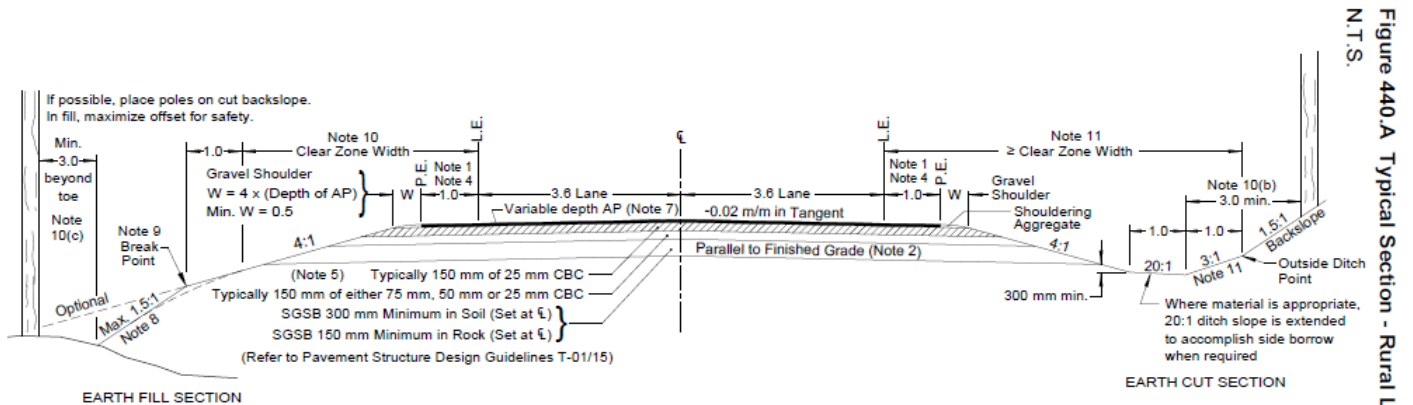 Figure 440.A Typical Section - Rural L
N.T.S.
If possible, place poles on cut backslope.
In fill, maximize offset for safety.
Min.
3.0
beyond
toe
Note
10(c)
1.0
Note 10
Clear Zone Width
L.E.
℄
L.E.
Note 11
≥ Clear Zone Width
Gravel Shoulder
W = 4 x (Depth of AP)
Min. W = 0.5
W
P.E.
Note 1
Note 4
1.0
3.6 Lane
3.6 Lane
Note 1
Note 4
1.0
P.E.
W
Gravel
Shoulder
Note 10(b)
3.0 min.
Variable depth AP (Note 7)
-0.02 m/m in Tangent
Shouldering
Aggregate
1.0
1.0
1.5:1
Backslope
Note 9
Break
Point
4:1
Parallel to Finished Grade (Note 2)
4:1
(Note 5)
Typically 150 mm of 25 mm CBC
20:1
3:1
Note 11
Outside Ditch
Point
Optional
Max. 1.5:1
Note 8
Typically 150 mm of either 75 mm, 50 mm or 25 mm CBC
300 mm min.
SGSB 300 mm Minimum in Soil (Set at ℄)
SGSB 150 mm Minimum in Rock (Set at ℄)
Where material is appropriate,
20:1 ditch slope is extended
to accomplish side borrow
when required
(Refer to Pavement Structure Design Guidelines T-01/15)
EARTH FILL SECTION
EARTH CUT SECTION